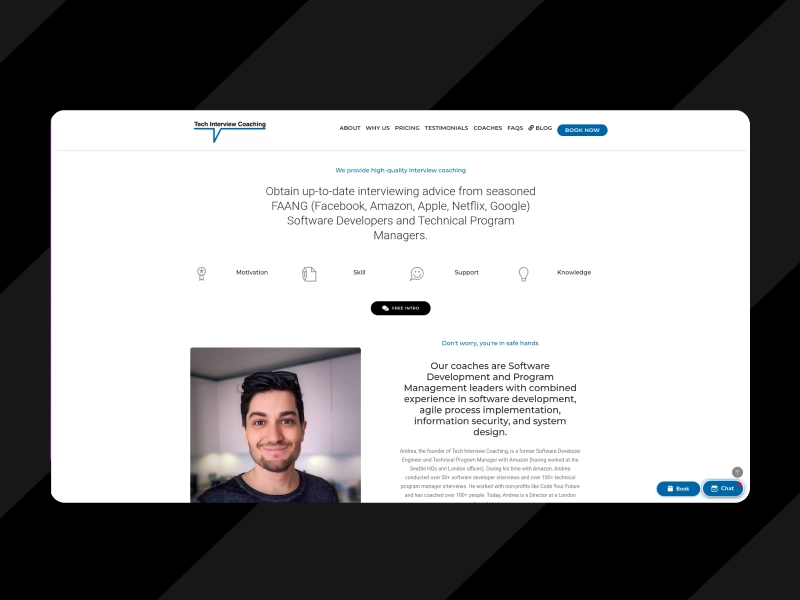 Tech Interview Coaching
ABOUT WHY US PRICING TESTIMONIALS COACHES FAQS BLOG BOOK NOW
We provide high-quality interview coaching
Obtain up-to-date interviewing advice from seasoned
FAANG (Facebook, Amazon, Apple, Netflix, Google)
Software Developers and Technical Program
Managers.
Motivation Skill Support Knowledge
FREE INTRO
Don't worry, you're in safe hands
Our coaches are Software
Development and Program
Management leaders with combined
experience in software development,
agile process implementation,
information security, and system
design.
Andrea, the founder of Tech Interview Coaching, is a former Software Developer
Engineer and Technical Program Manager with Amazon (having worked at the
Seattle HQs and London offices). During his time with Amazon, Andrea
conducted over 50+ software developer interviews and over 100+ technical
program manager interviews. He worked with non-profits like Code Your Future
and has coached over 100+ people. Today, Andrea is a Director at a London
Book Chat